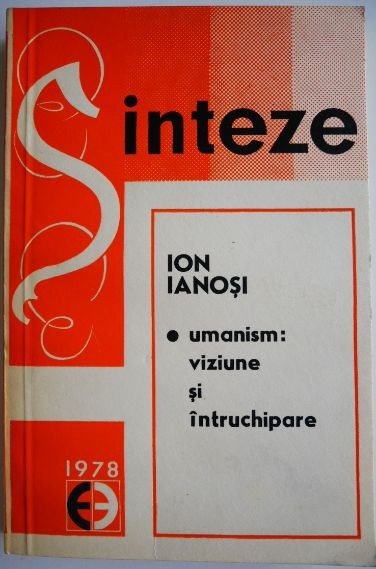 Sinteze
ION
IANOȘI
• umanism:
viziune
și
întruchipare
1978